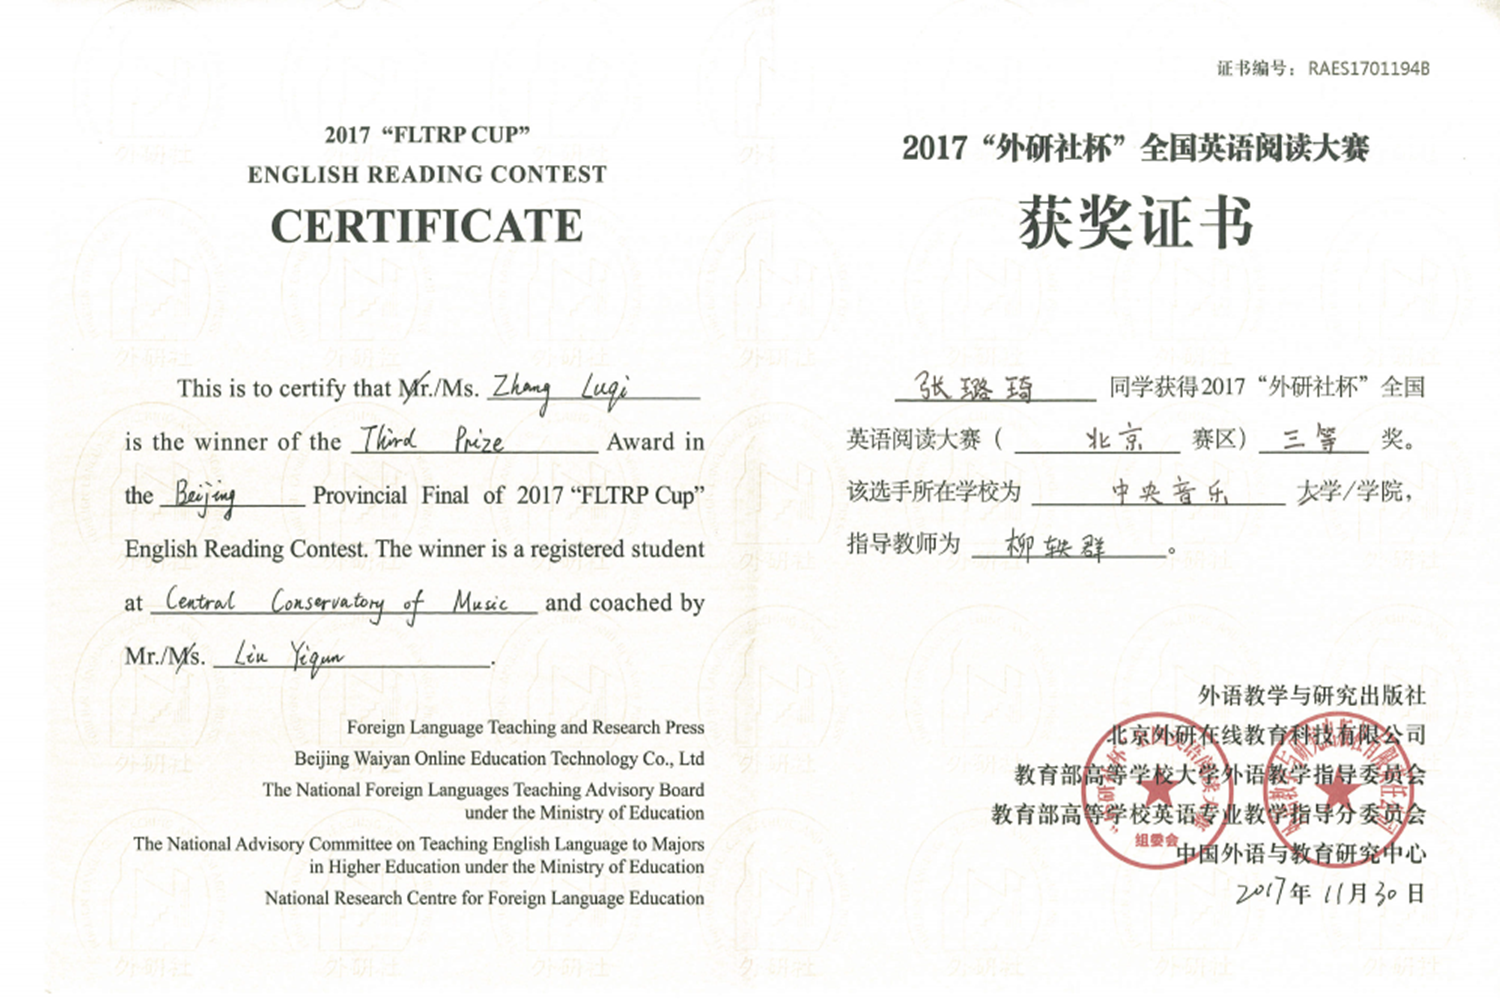 2017 “FLTRP CUP”
ENGLISH READING CONTEST
CERTIFICATE
This is to certify that Mr./Ms. Zhang Luqi
is the winner of the Third Prize Award in
the Beijing Provincial Final of 2017 “FLTRP Cup”
English Reading Contest. The winner is a registered student
at Central Conservatory of Music and coached by
Mr./Ms. Liu Yiqun.
Foreign Language Teaching and Research Press
Beijing Waiyan Online Education Technology Co., Ltd
The National Foreign Languages Teaching Advisory Board
under the Ministry of Education
The National Advisory Committee on Teaching English Language to Majors
in Higher Education under the Ministry of Education
National Research Centre for Foreign Language Education
证书编号：RAES1701194B
2017“外研社杯”全国英语阅读大赛
获奖证书
张璐琦 同学获得2017“外研社杯”全国
英语阅读大赛（北京 赛区）三等 奖。
该选手所在学校为 中央音乐 大学/学院，
指导教师为 柳轶群。
外语教学与研究出版社
北京外研在线教育科技有限公司
教育部高等学校大学外语教学指导委员会
教育部高等学校英语专业教学指导分委员会
组委会
中国外语与教育研究中心
2017年11月30日
外研社